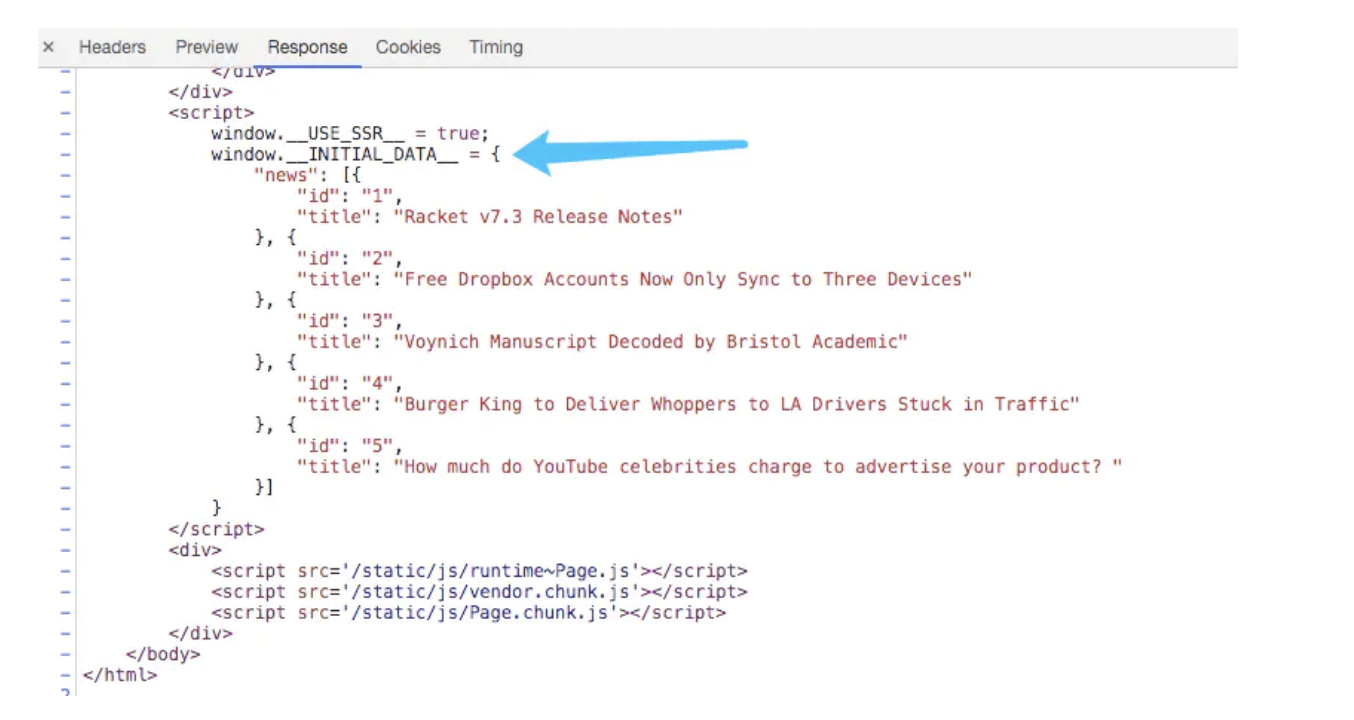 × Headers Preview Response Cookies Timing
</div>
</div>
<script>
window.__USE_SSR__ = true;
window.__INITIAL_DATA__ = {
"news": [{
"id": "1",
"title": "Racket v7.3 Release Notes"
}, {
"id": "2",
"title": "Free Dropbox Accounts Now Only Sync to Three Devices"
}, {
"id": "3",
"title": "Voynich Manuscript Decoded by Bristol Academic"
}, {
"id": "4",
"title": "Burger King to Deliver Whoppers to LA Drivers Stuck in Traffic"
}, {
"id": "5",
"title": "How much do YouTube celebrities charge to advertise your product? "
}]
}
</script>
<div>
<script src='/static/js/runtime~Page.js'></script>
<script src='/static/js/vendor.chunk.js'></script>
<script src='/static/js/Page.chunk.js'></script>
</div>
</body>
</html>